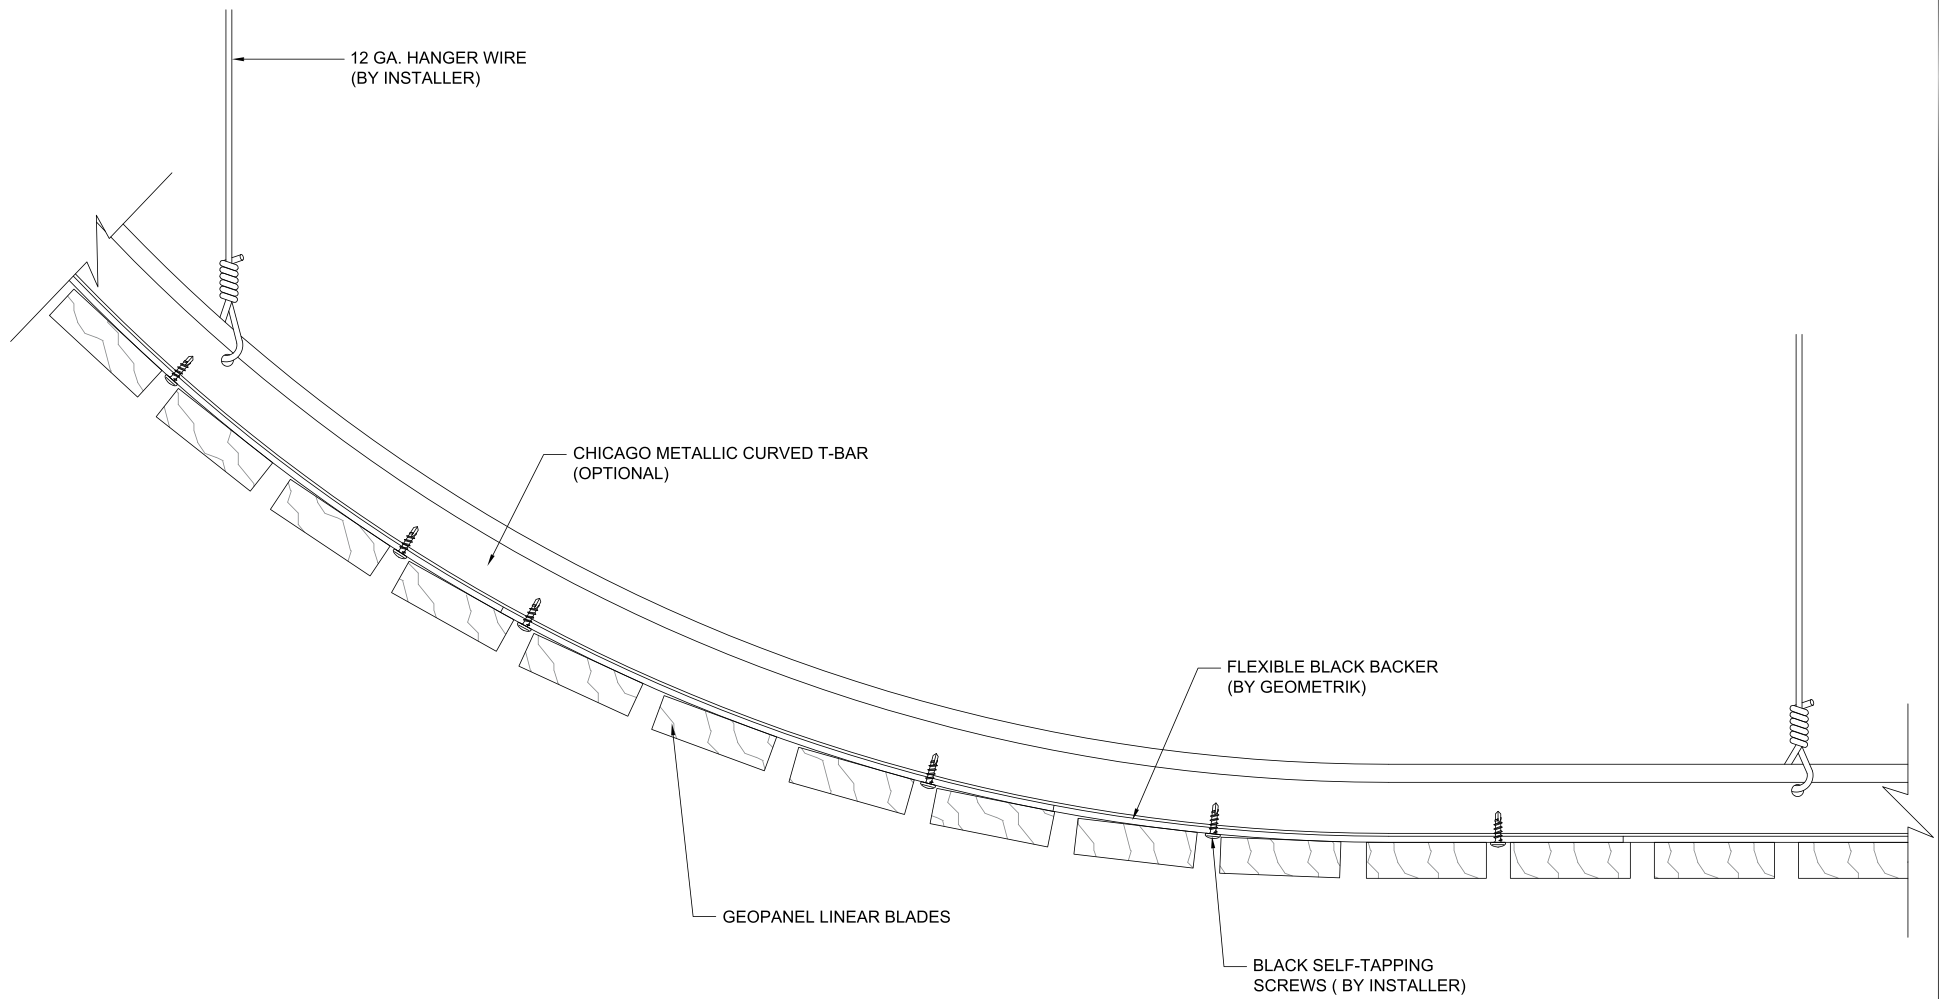 12 GA. HANGER WIRE
(BY INSTALLER)
CHICAGO METALLIC CURVED T-BAR
(OPTIONAL)
FLEXIBLE BLACK BACKER
(BY GEOMETRIK)
GEOPANEL LINEAR BLADES
BLACK SELF-TAPPING
SCREWS ( BY INSTALLER)